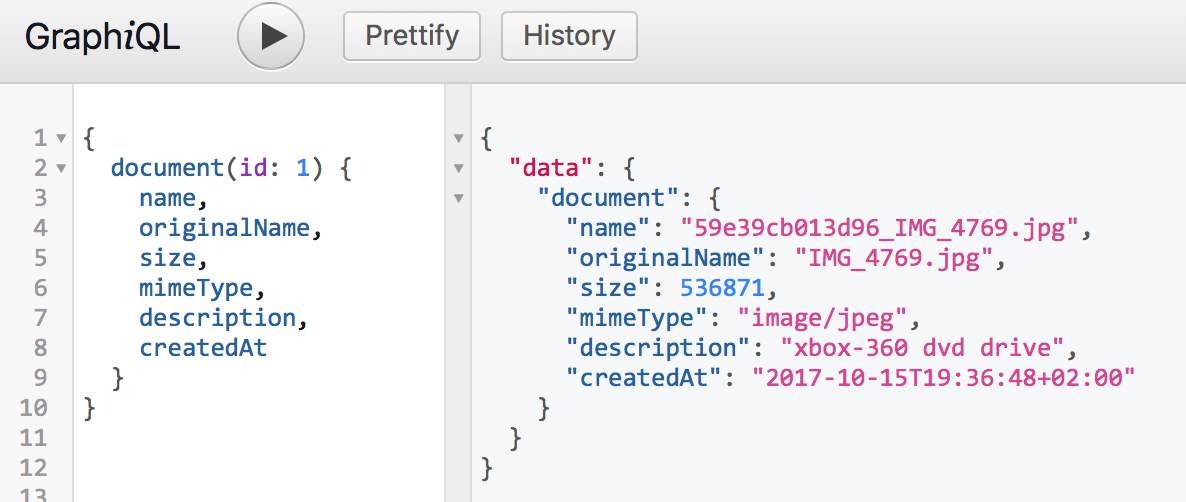 GraphiQL Prettify History
1 {
2 document(id: 1) {
3 name,
4 originalName,
5 size,
6 mimeType,
7 description,
8 createdAt
9 }
10 }
11
12
13
{
"data": {
"document": {
"name": "59e39cb013d96_IMG_4769.jpg",
"originalName": "IMG_4769.jpg",
"size": 536871,
"mimeType": "image/jpeg",
"description": "xbox-360 dvd drive",
"createdAt": "2017-10-15T19:36:48+02:00"
}
}
}